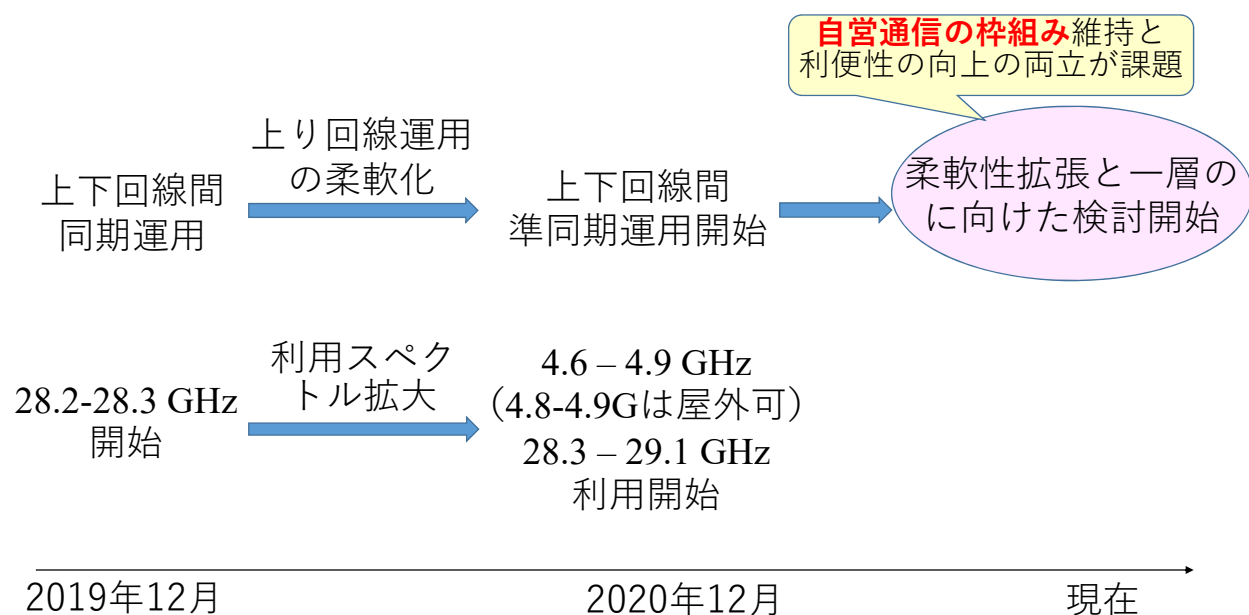 自営通信の枠組み維持と
利便性の向上の両立が課題
上り回線運用
の柔軟化
上下回線間
同期運用
上下回線間
準同期運用開始
柔軟性拡張と一層の
に向けた検討開始
利用スペク
トル拡大
28.2-28.3 GHz
開始
4.6 – 4.9 GHz
（4.8-4.9Gは屋外可）
28.3 – 29.1 GHz
利用開始
2019年12月
2020年12月
現在